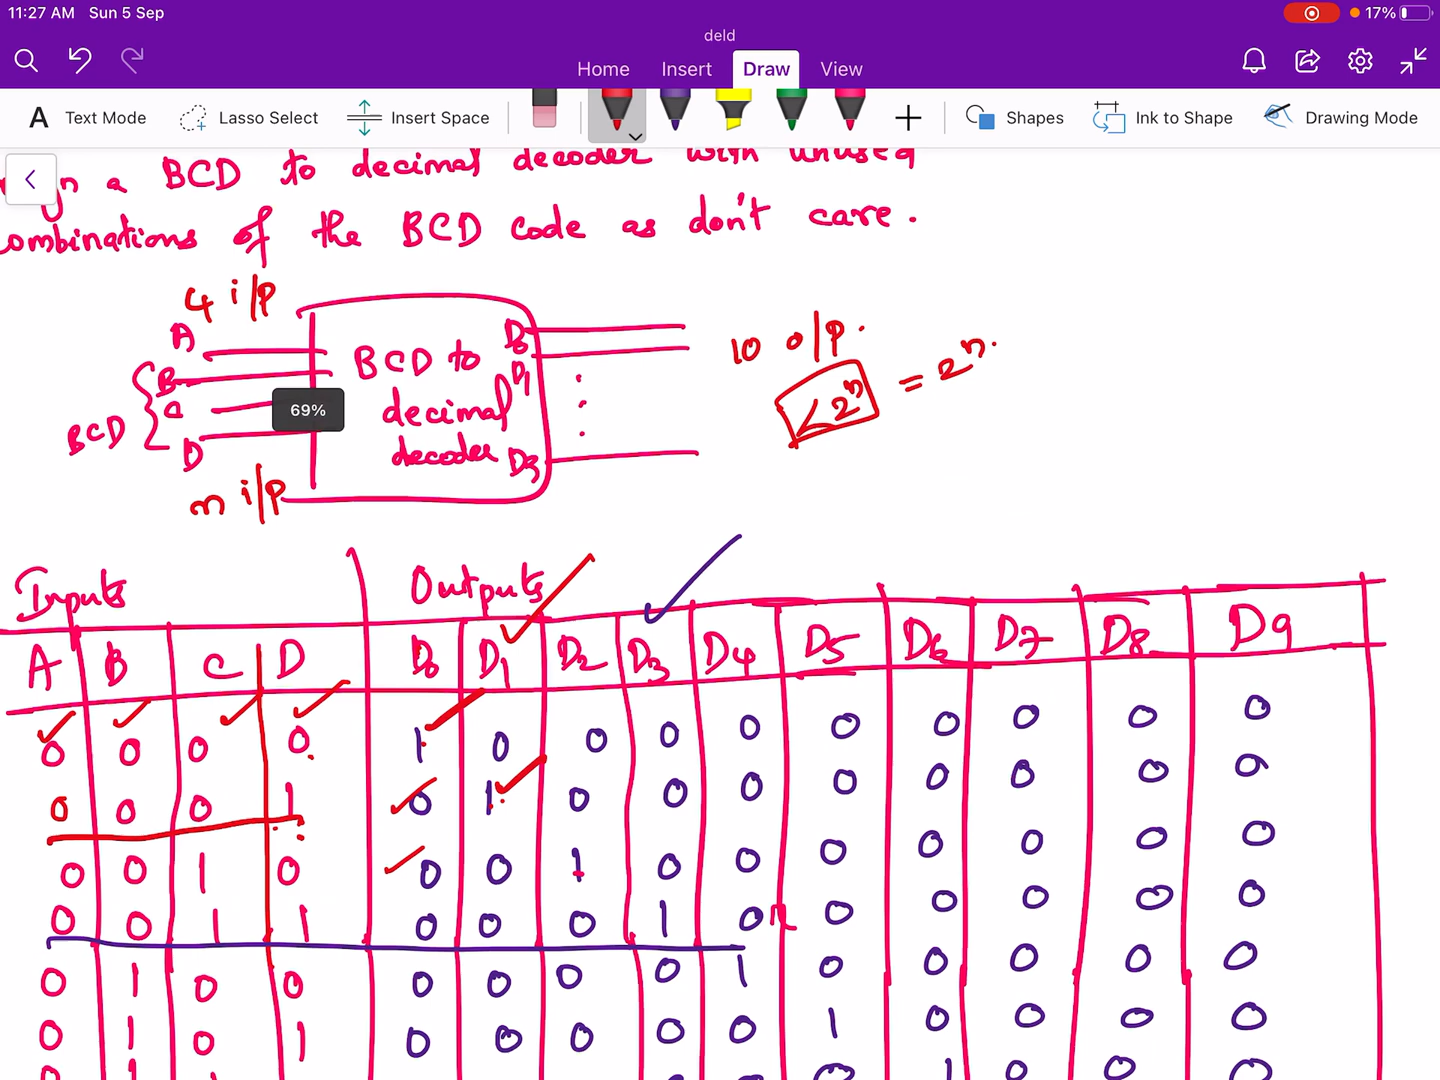 11:27 AM Sun 5 Sep
17%
deld
Home Insert Draw View
A Text Mode Lasso Select Insert Space Shapes Ink to Shape Drawing Mode
a BCD to decimal decoder with unused
combinations of the BCD code as don't care.
4 i/p
A
B
C
D
BCD
n i/p
69%
BCD to
decimal
decoder
D0
D1
D9
10 o/p.
<2^n = 2^n.
Inputs Outputs
A B C D D0 D1 D2 D3 D4 D5 D6 D7 D8 D9
0 0 0 0 1 0 0 0 0 0 0 0 0 0
0 0 0 1 0 1 0 0 0 0 0 0 0 0
0 0 1 0 0 0 1 0 0 0 0 0 0 0
0 0 1 1 0 0 0 1 0 0 0 0 0 0
0 1 0 0 0 0 0 0 1 0 0 0 0 0
0 1 0 1 0 0 0 0 0 1 0 0 0 0